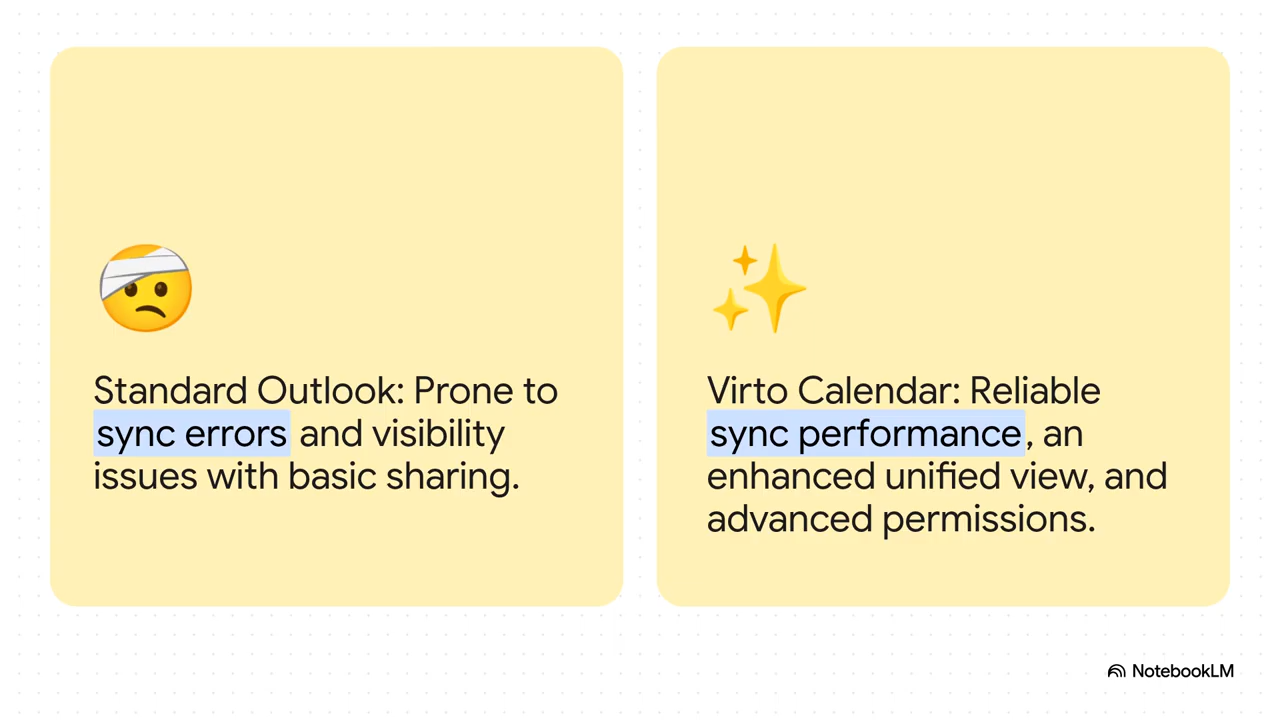 Standard Outlook: Prone to
sync errors and visibility
issues with basic sharing.
Virto Calendar: Reliable
sync performance, an
enhanced unified view, and
advanced permissions.
NotebookLM